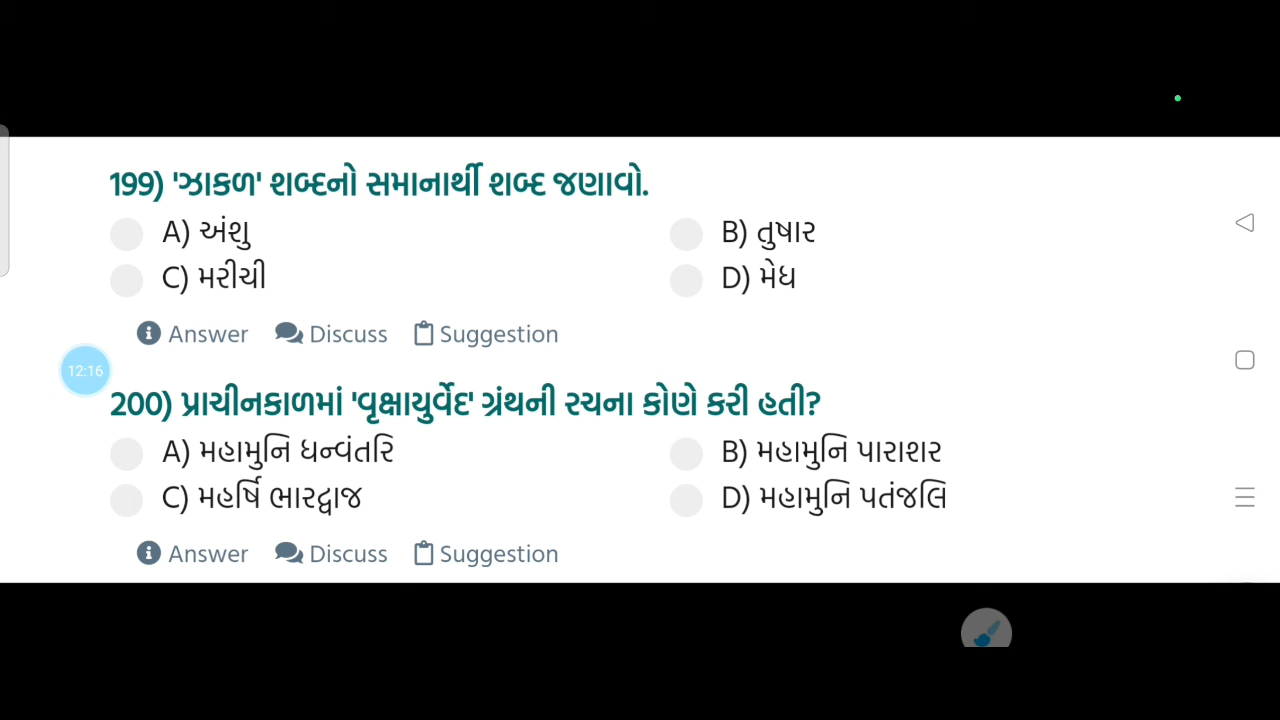 199) 'ઝાકળ' શબ્દનો સમાનાર્થી શબ્દ જણાવો.
A) અંશુ B) તુષાર
C) મરીચી D) મેધ
Answer Discuss Suggestion
12:16
200) પ્રાચીનકાળમાં 'વૃક્ષાયુર્વેદ' ગ્રંથની રચના કોણે કરી હતી?
A) મહામુનિ ધન્વંતરિ B) મહામુનિ પારાશર
C) મહર્ષિ ભારદ્વાજ D) મહામુનિ પતંજલિ
Answer Discuss Suggestion